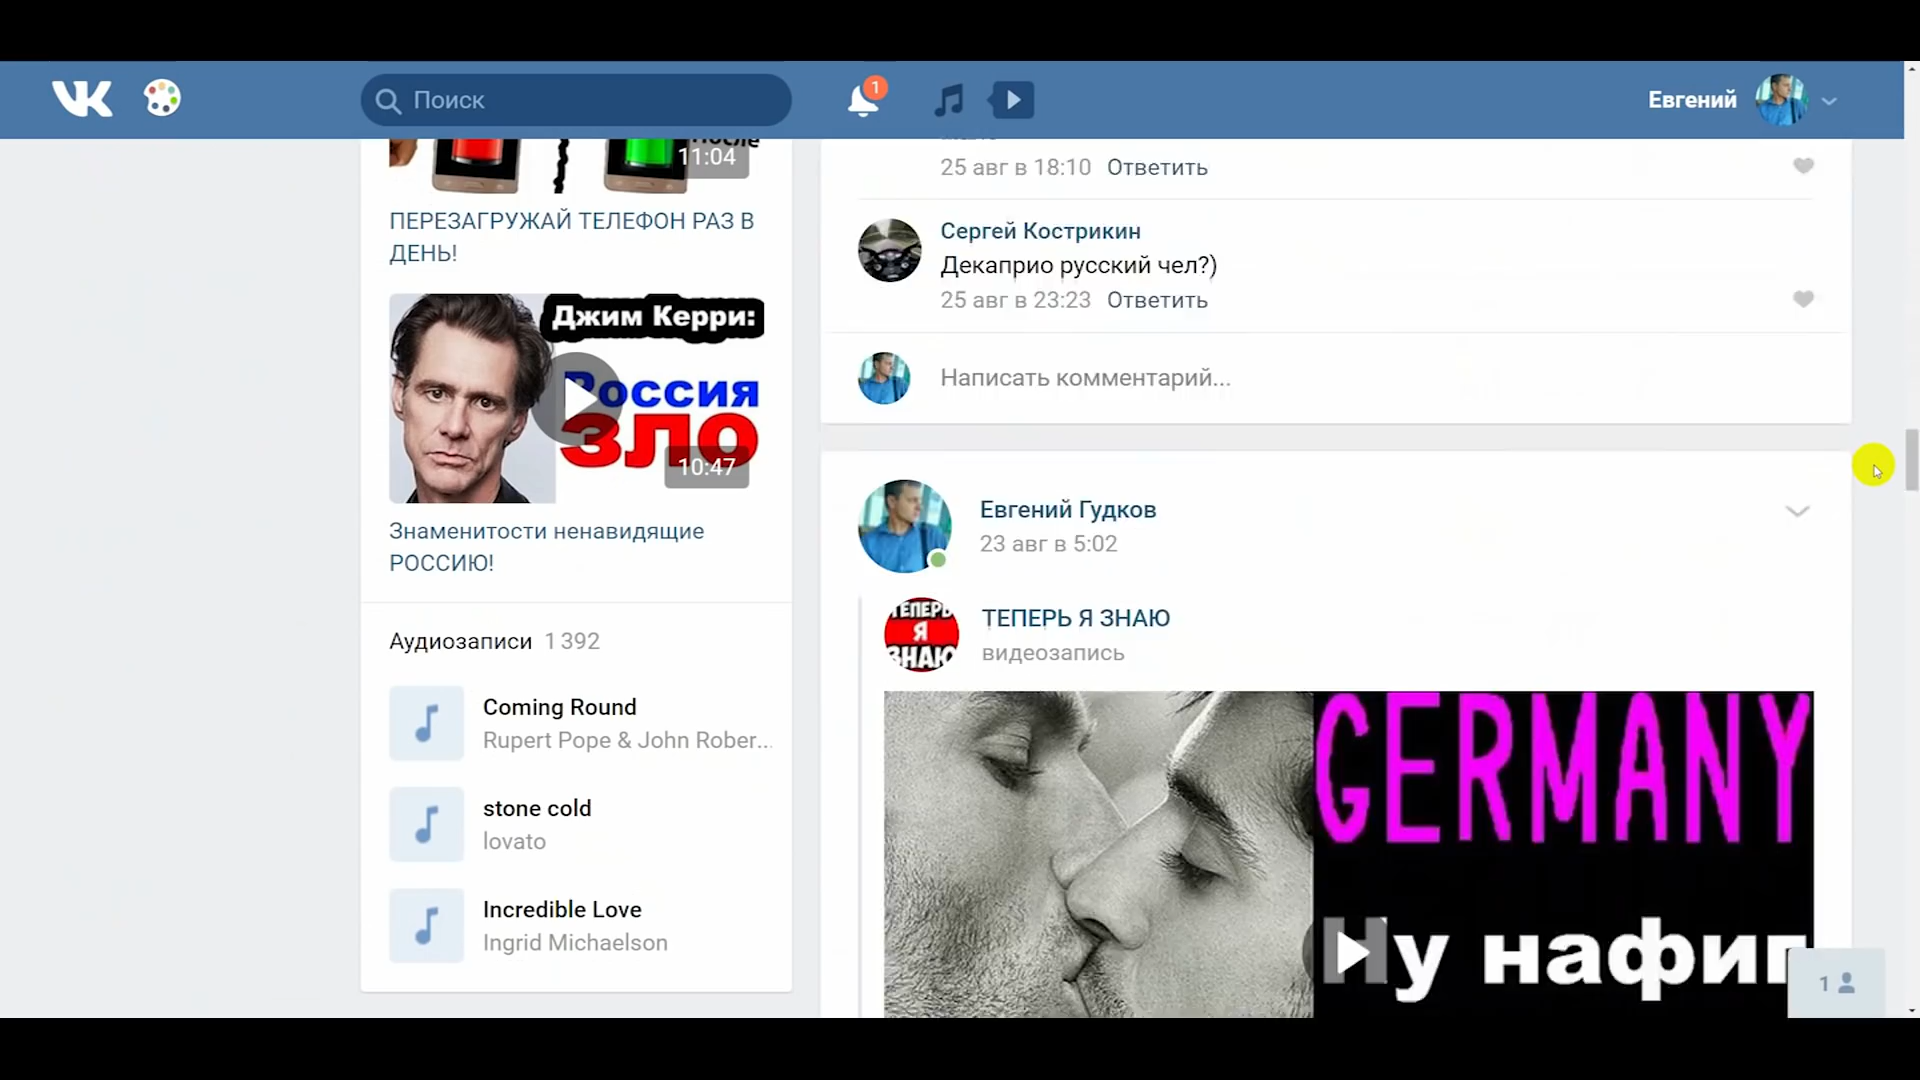 VK
Поиск
1
Евгений
После
11:04
ПЕРЕЗАГРУЖАЙ ТЕЛЕФОН РАЗ В
ДЕНЬ!
Джим Керри:
Россия
ЗЛО
10:47
Знаменитости ненавидящие
РОССИЮ!
Аудиозаписи 1 392
Coming Round
Rupert Pope & John Rober...
stone cold
lovato
Incredible Love
Ingrid Michaelson
25 авг в 18:10 Ответить
Сергей Кострикин
Декаприо русский чел?)
25 авг в 23:23 Ответить
Написать комментарий...
Евгений Гудков
23 авг в 5:02
ТЕПЕРЬ
Я
ЗНАЮ
ТЕПЕРЬ Я ЗНАЮ
видеозапись
GERMANY
Ну нафиг
1